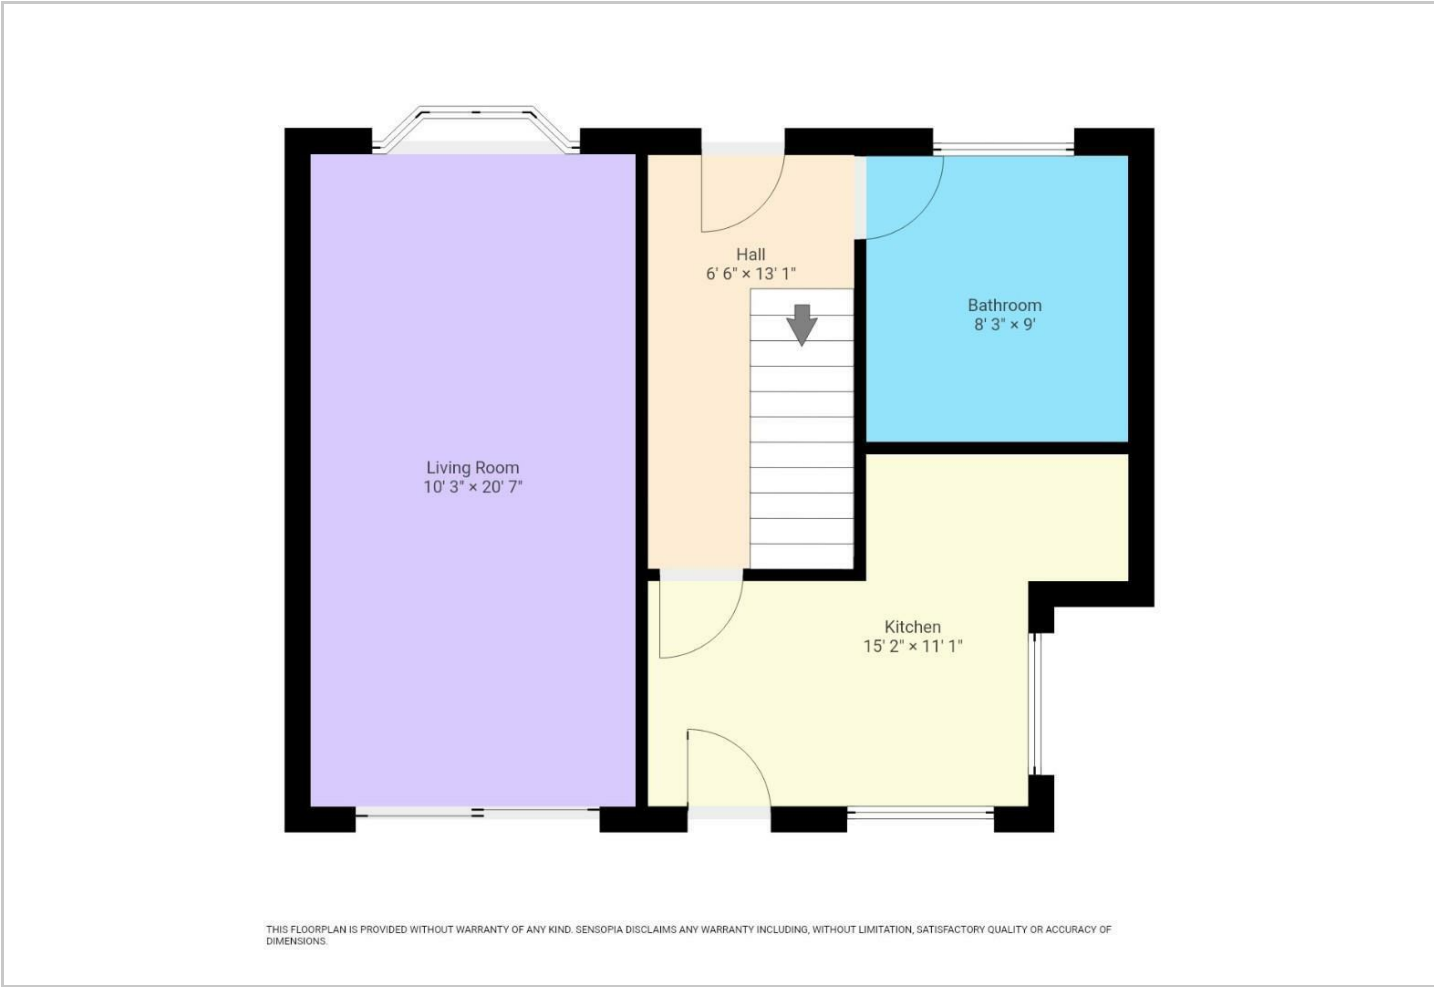 Hall
6' 6" × 13' 1"
Bathroom
8' 3" × 9'
Living Room
10' 3" × 20' 7"
Kitchen
15' 2" × 11' 1"
THIS FLOORPLAN IS PROVIDED WITHOUT WARRANTY OF ANY KIND. SENSOPIA DISCLAIMS ANY WARRANTY INCLUDING, WITHOUT LIMITATION, SATISFACTORY QUALITY OR ACCURACY OF
DIMENSIONS.